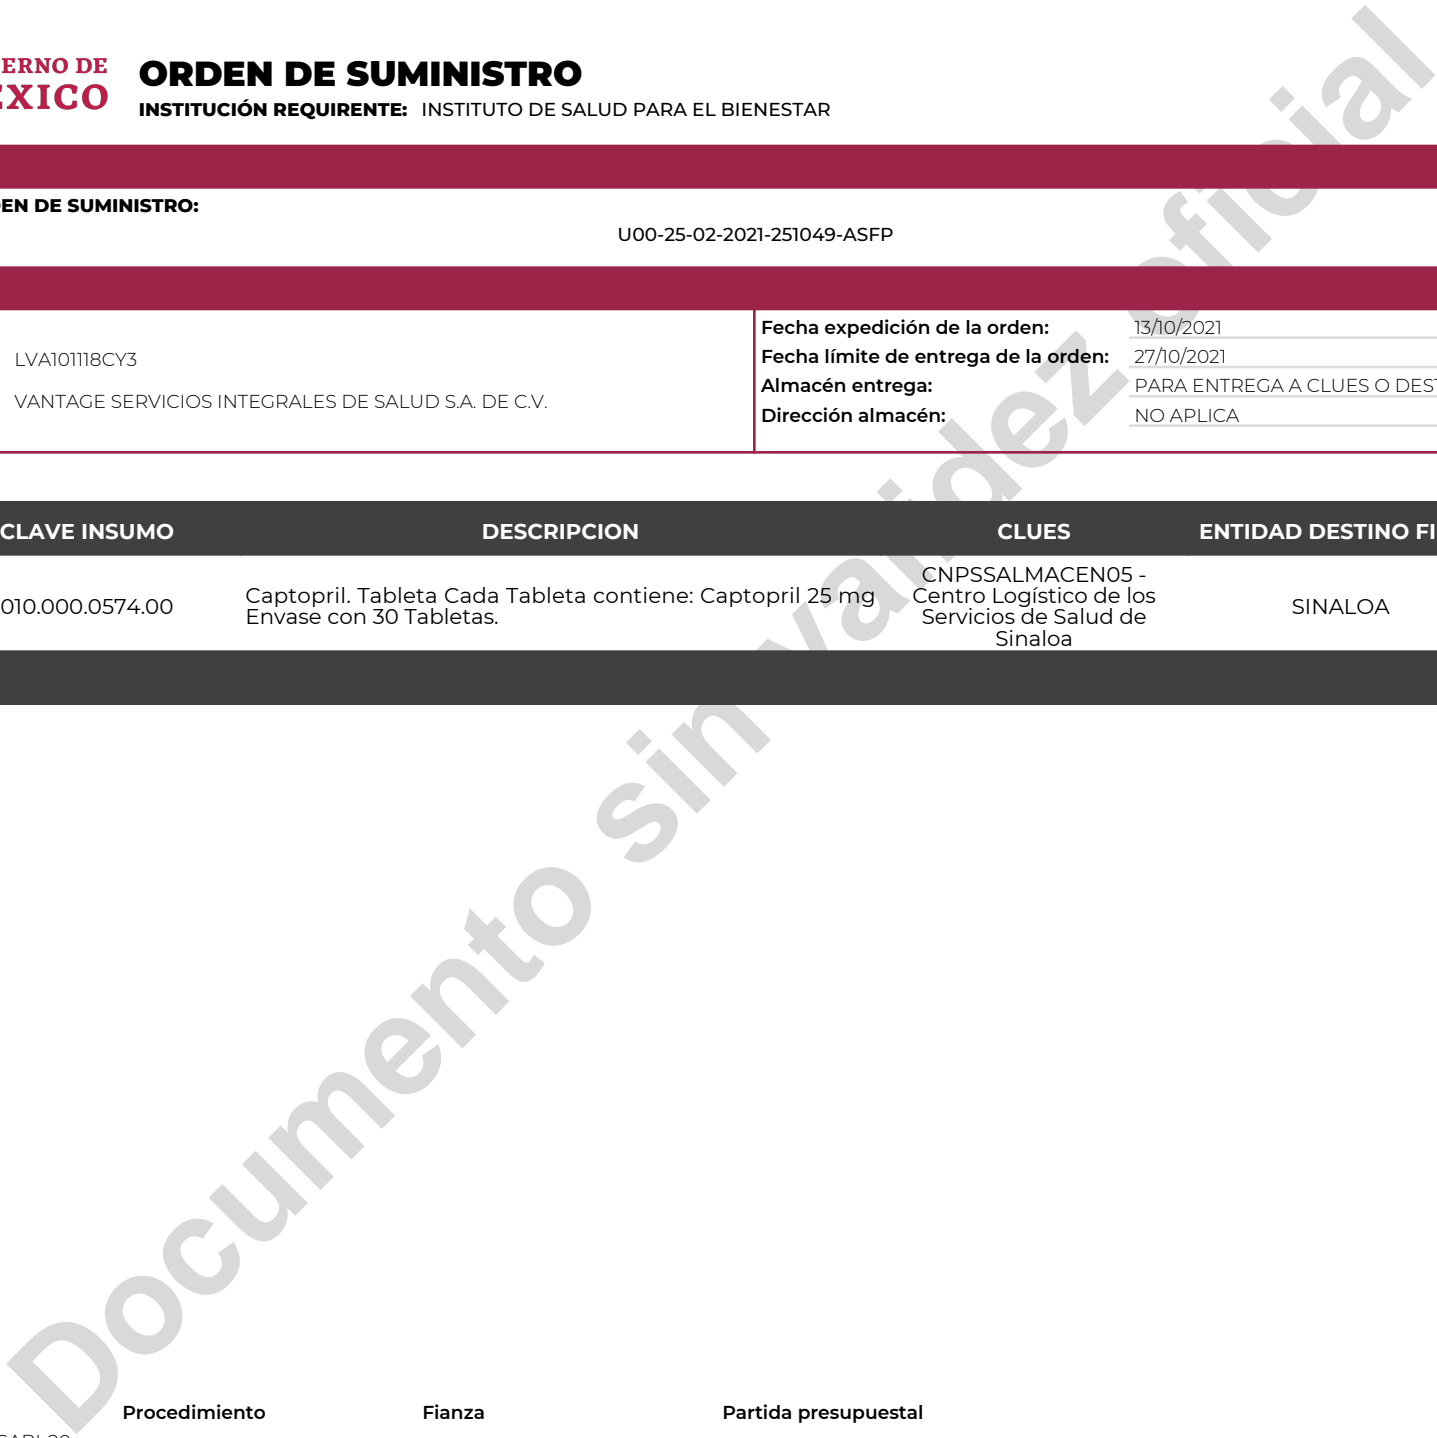 ERNO DE
EXICO
ORDEN DE SUMINISTRO
INSTITUCIÓN REQUIRENTE: INSTITUTO DE SALUD PARA EL BIENESTAR
EN DE SUMINISTRO:
U00-25-02-2021-251049-ASFP
LVA101118CY3
VANTAGE SERVICIOS INTEGRALES DE SALUD S.A. DE C.V.
Fecha expedición de la orden: 13/10/2021
Fecha límite de entrega de la orden: 27/10/2021
Almacén entrega: PARA ENTREGA A CLUES O DEST
Dirección almacén: NO APLICA
CLAVE INSUMO DESCRIPCION CLUES ENTIDAD DESTINO FI
010.000.0574.00
Captopril. Tableta Cada Tableta contiene: Captopril 25 mg
Envase con 30 Tabletas.
CNPSSALMACEN05 -
Centro Logístico de los
Servicios de Salud de
Sinaloa
SINALOA
Documento sin validez oficial
Procedimiento Fianza Partida presupuestal